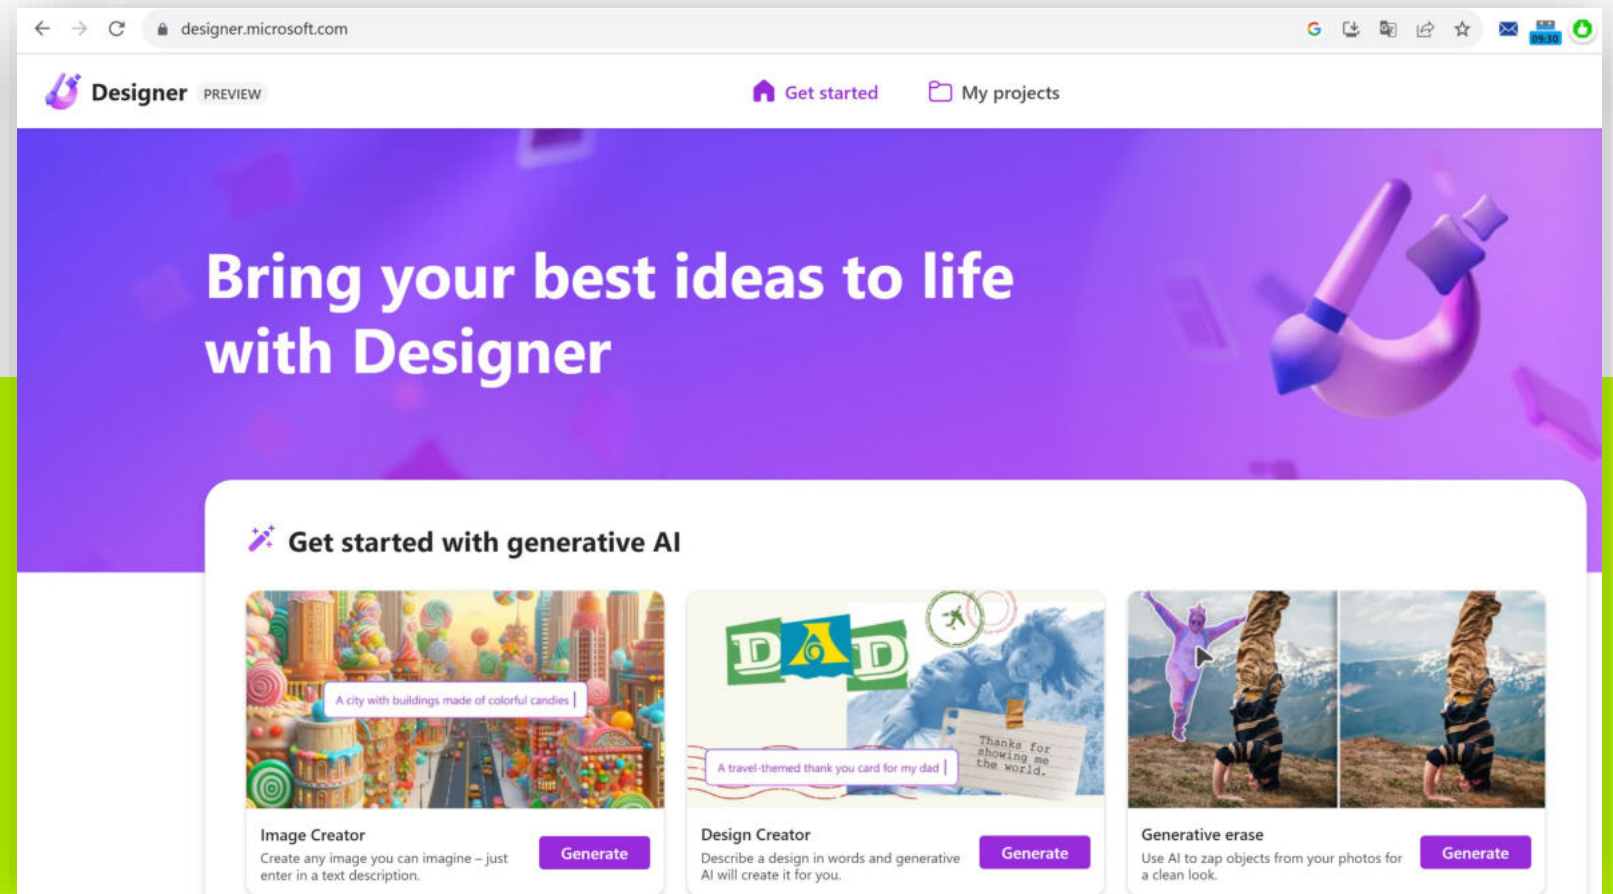 designer.microsoft.com
09:30
Designer PREVIEW
Get started
My projects
Bring your best ideas to life
with Designer
Get started with generative AI
A city with buildings made of colorful candies
DAD
Thanks for
showing me
the world.
A travel-themed thank you card for my dad
Image Creator
Create any image you can imagine – just
enter in a text description.
Generate
Design Creator
Describe a design in words and generative
AI will create it for you.
Generate
Generative erase
Use AI to zap objects from your photos for
a clean look.
Generate